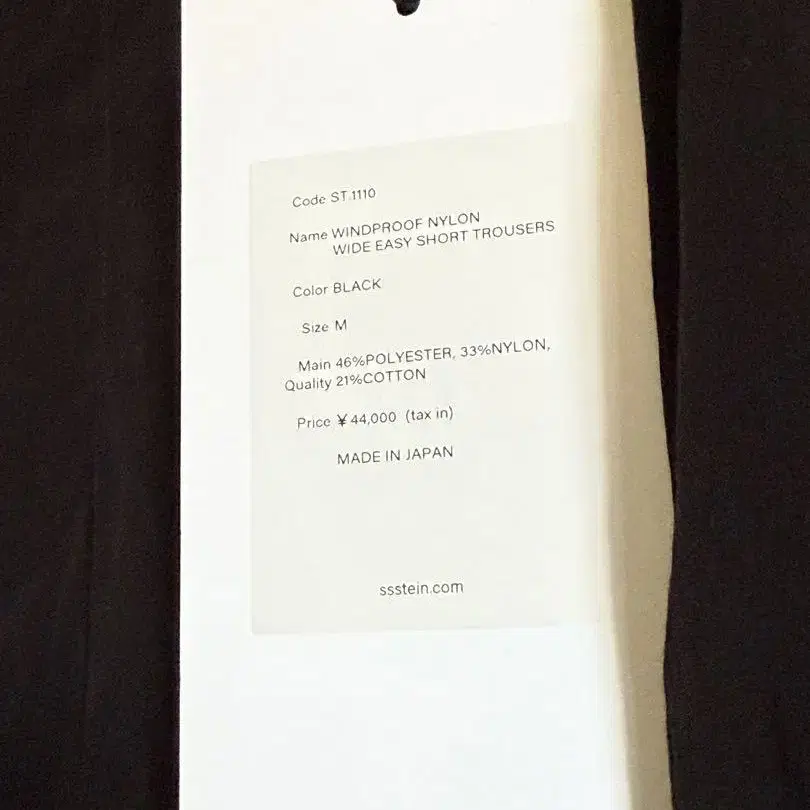 Code ST.1110
Name WINDPROOF NYLON
WIDE EASY SHORT TROUSERS
Color BLACK
Size M
Main 46%POLYESTER, 33%NYLON,
Quality 21%COTTON
Price ¥44,000 (tax in)
MADE IN JAPAN
ssstein.com